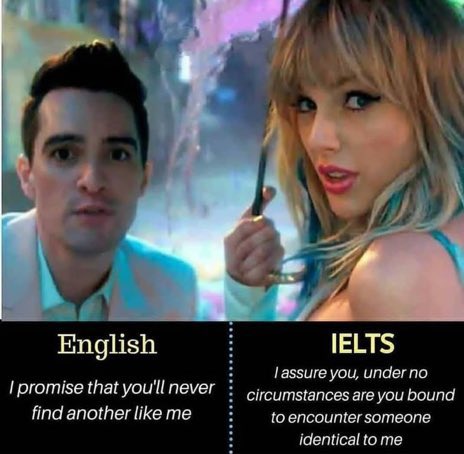 English
I promise that you'll never
find another like me
IELTS
I assure you, under no
circumstances are you bound
to encounter someone
identical to me